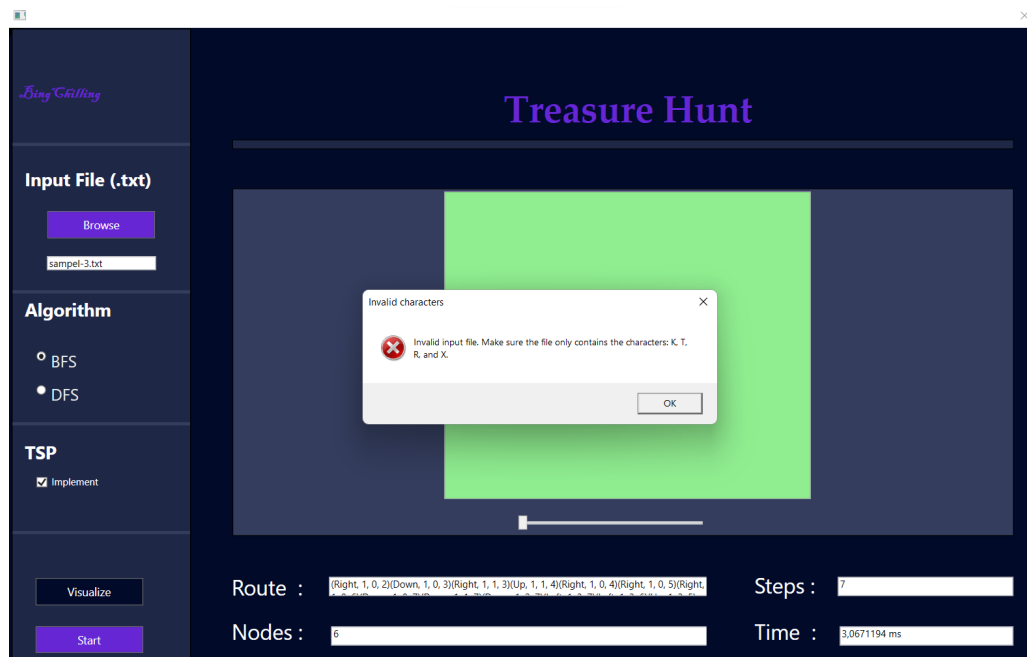 Bing Chilling
Treasure Hunt
Input File (.txt)
Browse
sampel-3.txt
Algorithm
BFS
DFS
TSP
Implement
Visualize
Start
Invalid characters
Invalid input file. Make sure the file only contains the characters: K, T,
R, and X.
OK
Route :
(Right, 1, 0, 2)(Down, 1, 0, 3)(Right, 1, 1, 3)(Up, 1, 1, 4)(Right, 1, 0, 4)(Right, 1, 0, 5)(Right,
Steps :
7
Nodes :
6
Time :
3,0671194 ms